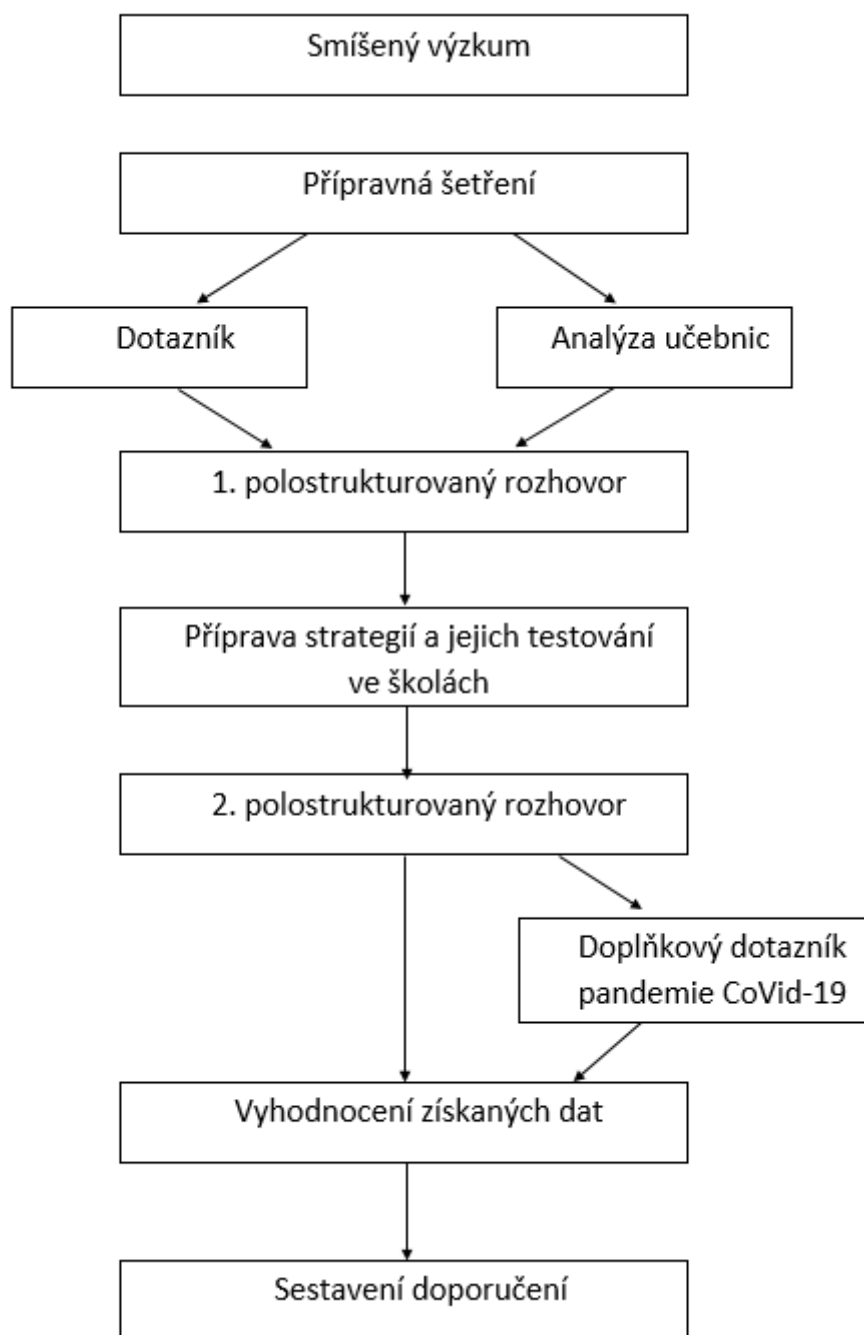 Smíšený výzkum
Přípravná šetření
Dotazník
Analýza učebnic
1. polostrukturovaný rozhovor
Příprava strategií a jejich testování
ve školách
2. polostrukturovaný rozhovor
Doplňkový dotazník
pandemie CoVid-19
Vyhodnocení získaných dat
Sestavení doporučení